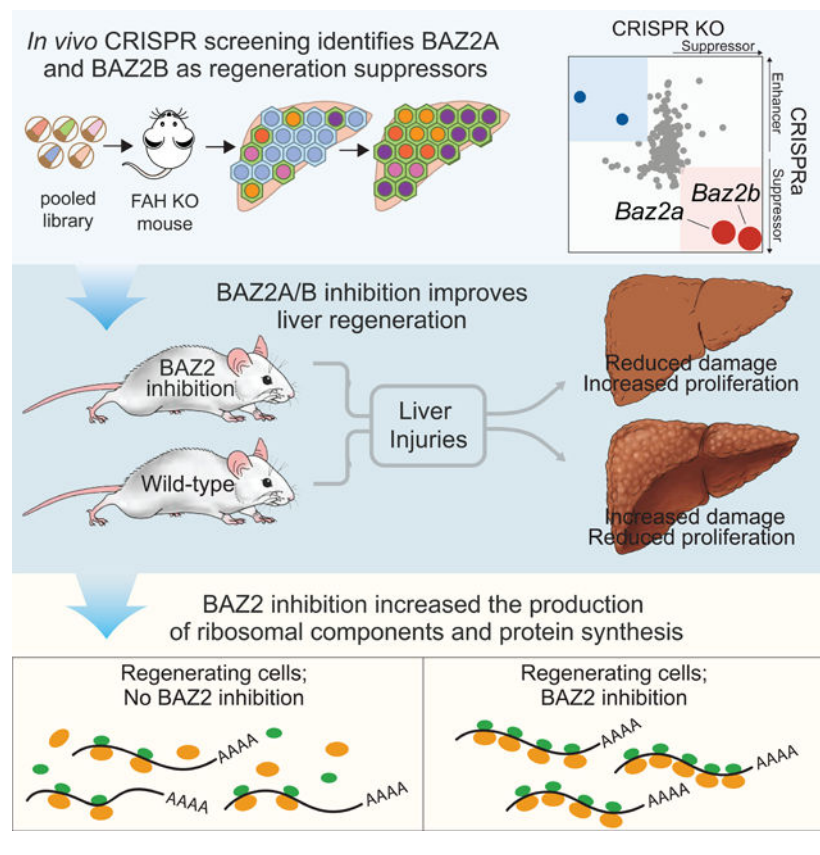 In vivo CRISPR screening identifies BAZ2A
and BAZ2B as regeneration suppressors
pooled
library
FAH KO
mouse
CRISPR KO
Suppressor
Enhancer
CRISPRa
Suppressor
Baz2b
Baz2a
BAZ2A/B inhibition improves
liver regeneration
BAZ2
inhibition
Wild-type
Liver
Injuries
Reduced damage
Increased proliferation
Increased damage
Reduced proliferation
BAZ2 inhibition increased the production
of ribosomal components and protein synthesis
Regenerating cells;
No BAZ2 inhibition
AAAA
AAAA
AAAA
Regenerating cells;
BAZ2 inhibition
AAAA
AAAA
AAAA